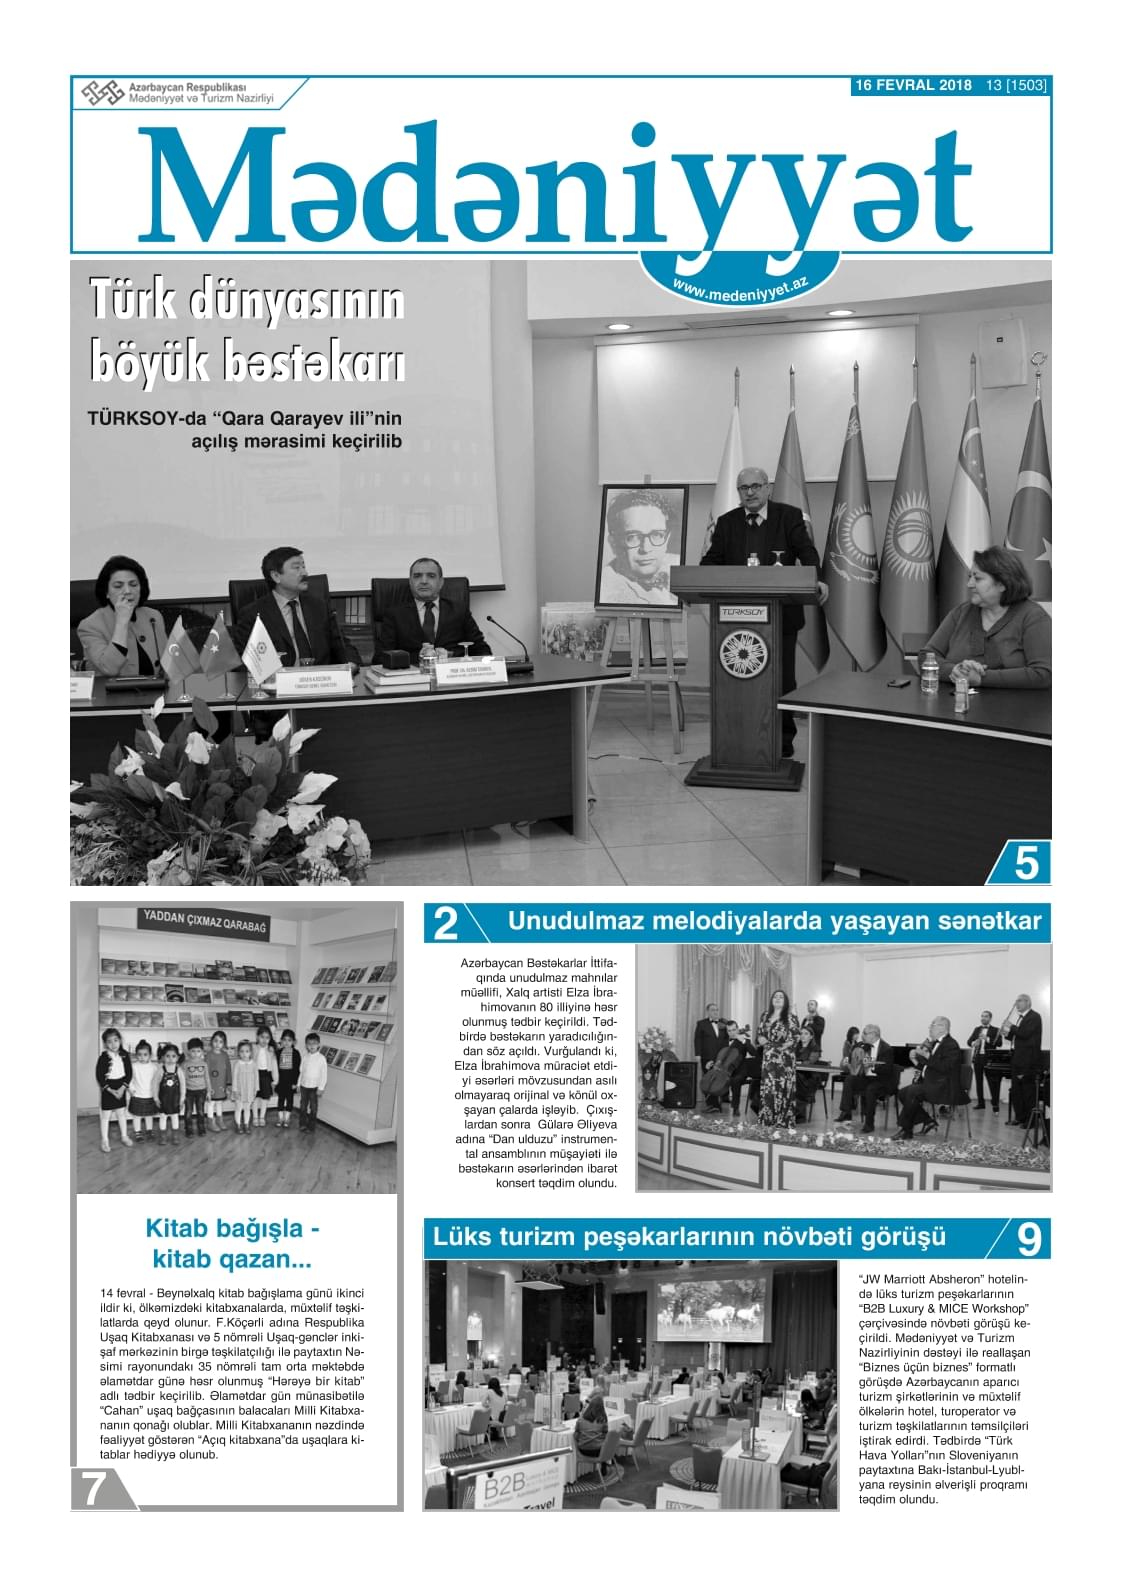 Azərbaycan Respublikası
Mədəniyyət və Turizm Nazirliyi
16 FEVRAL 2018 13 [1503]
Mədəniyyət
www.medeniyyet.az
Türk dünyasının
böyük bəstəkarı
TÜRKSOY-da “Qara Qarayev ili”nin
açılış mərasimi keçirilib
TÜRKSOY
5
YADDAN ÇIXMAZ QARABAĞ
Kitab bağışla -
kitab qazan...
14 fevral - Beynəlxalq kitab bağışlama günü ikinci
ildir ki, ölkəmizdəki kitabxanalarda, müxtəlif təşki-
latlarda qeyd olunur. F.Köçərli adına Respublika
Uşaq Kitabxanası və 5 nömrəli Uşaq-gənclər inki-
şaf mərkəzinin birgə təşkilatçılığı ilə paytaxtın Nə-
simi rayonundakı 35 nömrəli tam orta məktəbdə
əlamətdar günə həsr olunmuş “Hərəyə bir kitab”
adlı tədbir keçirilib. Əlamətdar gün münasibətilə
“Cahan” uşaq bağçasının balacaları Milli Kitabxa-
nanın qonağı olublar. Milli Kitabxananın nəzdində
fəaliyyət göstərən “Açıq kitabxana”da uşaqlara ki-
tablar hədiyyə olunub.
7
2 Unudulmaz melodiyalarda yaşayan sənətkar
Azərbaycan Bəstəkarlar İttifa-
qında unudulmaz mahnılar
müəllifi, Xalq artisti Elza İbra-
himovanın 80 illiyinə həsr
olunmuş tədbir keçirildi. Təd-
birdə bəstəkarın yaradıcılığın-
dan söz açıldı. Vurğulandı ki,
Elza İbrahimova müraciət etdi-
yi əsərləri mövzusundan asılı
olmayaraq orijinal və könül ox-
şayan çalarda işləyib. Çıxış-
lardan sonra Gülarə Əliyeva
adına “Dan ulduzu” instrumen-
tal ansamblının müşayiəti ilə
bəstəkarın əsərlərindən ibarət
konsert təqdim olundu.
Lüks turizm peşəkarlarının növbəti görüşü 9
B2B
Travel
“JW Marriott Absheron” hotelin-
də lüks turizm peşəkarlarının
“B2B Luxury & MICE Workshop”
çərçivəsində növbəti görüşü ke-
çirildi. Mədəniyyət və Turizm
Nazirliyinin dəstəyi ilə reallaşan
“Biznes üçün biznes” formatlı
görüşdə Azərbaycanın aparıcı
turizm şirkətlərinin və müxtəlif
ölkələrin hotel, turoperator və
turizm təşkilatlarının təmsilçiləri
iştirak edirdi. Tədbirdə “Türk
Hava Yolları”nın Sloveniyanın
paytaxtına Bakı-İstanbul-Lyubl-
yana reysinin əlverişli proqramı
təqdim olundu.